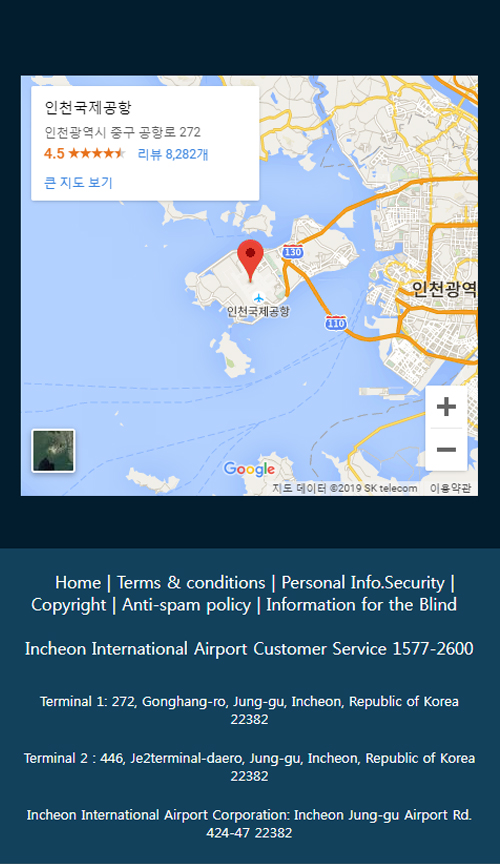 인천국제공항
인천광역시 중구 공항로 272
4.5 리뷰 8,282개
큰 지도 보기
130
인천광역
인천국제공항
110
+
−
Google
지도 데이터 ©2019 SK telecom 이용약관
Home | Terms & conditions | Personal Info.Security |
Copyright | Anti-spam policy | Information for the Blind
Incheon International Airport Customer Service 1577-2600
Terminal 1: 272, Gonghang-ro, Jung-gu, Incheon, Republic of Korea
22382
Terminal 2 : 446, Je2terminal-daero, Jung-gu, Incheon, Republic of Korea
22382
Incheon International Airport Corporation: Incheon Jung-gu Airport Rd.
424-47 22382